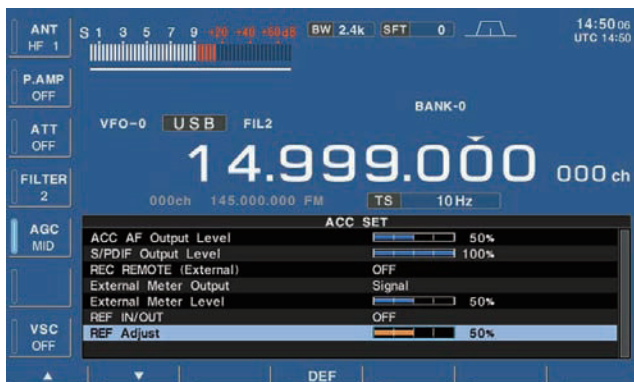 ANT
HF 1
S 1 3 5 7 9 +20 +40 +60dB
BW 2.4k SFT 0
14:50 06
UTC 14:50
P.AMP
OFF
BANK-0
ATT
OFF
VFO-0 USB FIL2
14.999.000 000 ch
FILTER
2
000ch 145.000.000 FM TS 10Hz
AGC
MID
ACC SET
ACC AF Output Level 50%
S/PDIF Output Level 100%
REC REMOTE (External) OFF
External Meter Output Signal
External Meter Level 50%
REF IN/OUT OFF
REF Adjust 50%
VSC
OFF
▲ ▼ DEF